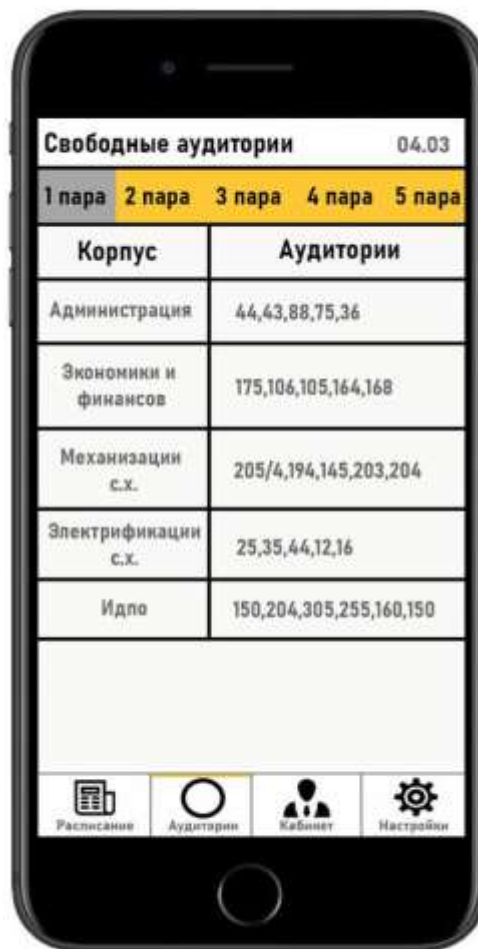 Свободные аудитории 04.03
1 пара 2 пара 3 пара 4 пара 5 пара
Корпус Аудитории
Администрация 44,43,88,75,36
Экономики и
финансов 175,106,105,164,168
Механизации
с.х. 205/4,194,145,203,204
Электрификации
с.х. 25,35,44,12,16
Идпо 150,204,305,255,160,150
Расписание Аудитории Кабинет Настройки